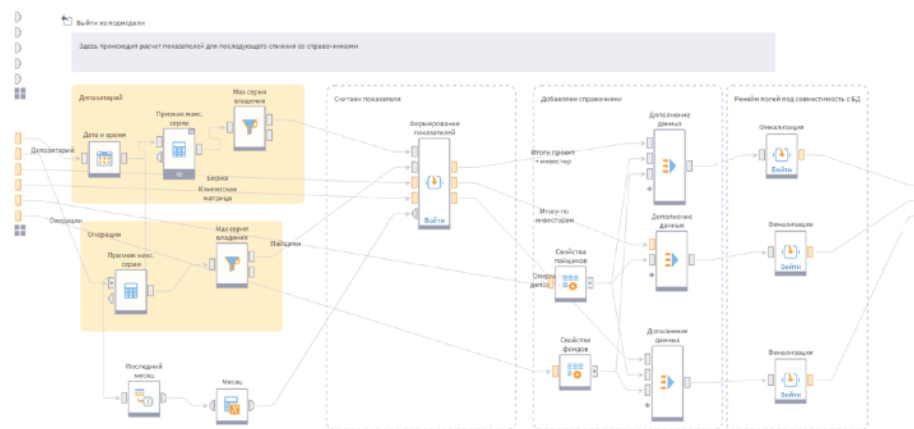 Выйти из подмодели
Здесь происходит расчет показателей для последующего слияния со справочниками
Депозитарий
Дата и время
Признак макс.
серии
Мах серия
владения
Депозитарий
Биржа
Клиентская
матрица
Операции
Операции
Признак макс.
серии
Мах серия
владения
Пайщики
Последний
месяц
Месяц
Считаем показатели
Формирование
показателей
Войти
Добавляем справочники
Дополнение
данных
Итоги проект
+ инвестор
Итоги по
инвесторам
Дополнение
данных
Свойства
пайщиков
Свойства
фондов
Дополнение
данных
Ренейм полей под совместимость с БД
Финализация
Войти
Финализация
Войти
Финализация
Войти